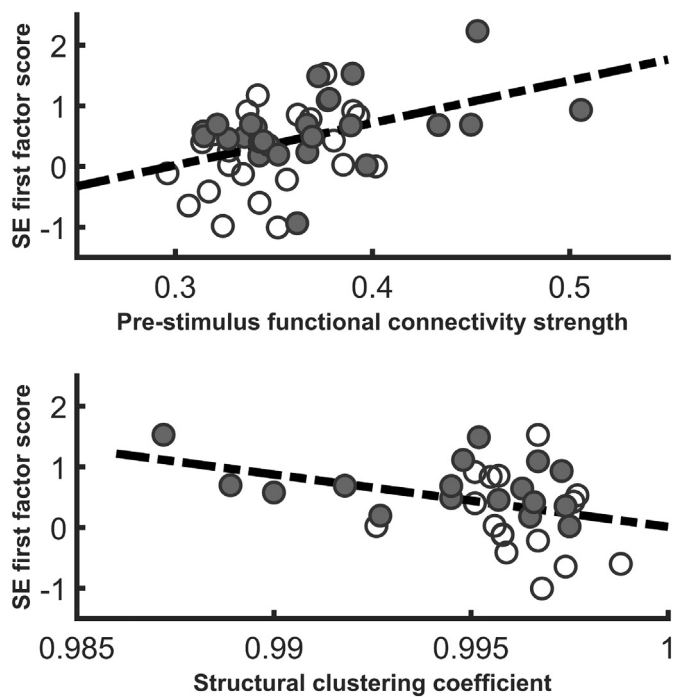 SE first factor score
2
1
0
-1
0.3 0.4 0.5
Pre-stimulus functional connectivity strength
SE first factor score
2
1
0
-1
0.985 0.99 0.995 1
Structural clustering coefficient